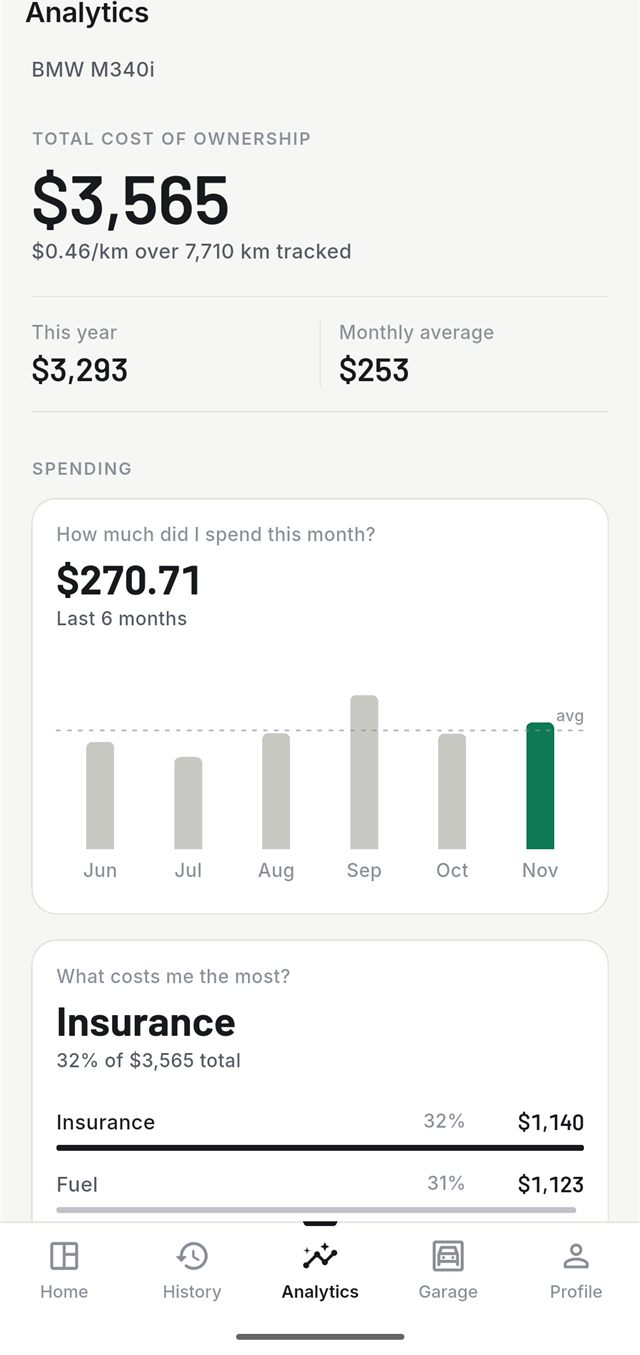 Analytics
BMW M340i
TOTAL COST OF OWNERSHIP
$3,565
$0.46/km over 7,710 km tracked
This year
$3,293
Monthly average
$253
SPENDING
How much did I spend this month?
$270.71
Last 6 months
avg
Jun Jul Aug Sep Oct Nov
What costs me the most?
Insurance
32% of $3,565 total
Insurance 32% $1,140
Fuel 31% $1,123
Home History Analytics Garage Profile